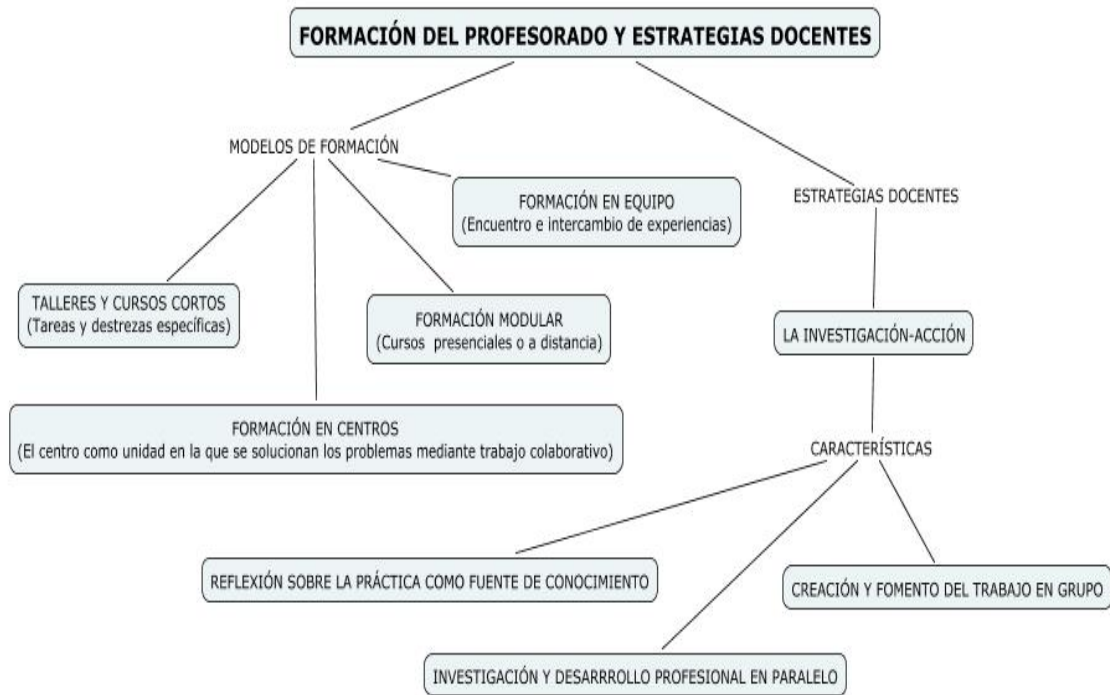 FORMACIÓN DEL PROFESORADO Y ESTRATEGIAS DOCENTES
MODELOS DE FORMACIÓN
FORMACIÓN EN EQUIPO
(Encuentro e intercambio de experiencias)
ESTRATEGIAS DOCENTES
TALLERES Y CURSOS CORTOS
(Tareas y destrezas específicas)
FORMACIÓN MODULAR
(Cursos presenciales o a distancia)
LA INVESTIGACIÓN-ACCIÓN
FORMACIÓN EN CENTROS
(El centro como unidad en la que se solucionan los problemas mediante trabajo colaborativo)
CARACTERÍSTICAS
REFLEXIÓN SOBRE LA PRÁCTICA COMO FUENTE DE CONOCIMIENTO
CREACIÓN Y FOMENTO DEL TRABAJO EN GRUPO
INVESTIGACIÓN Y DESARRROLLO PROFESIONAL EN PARALELO